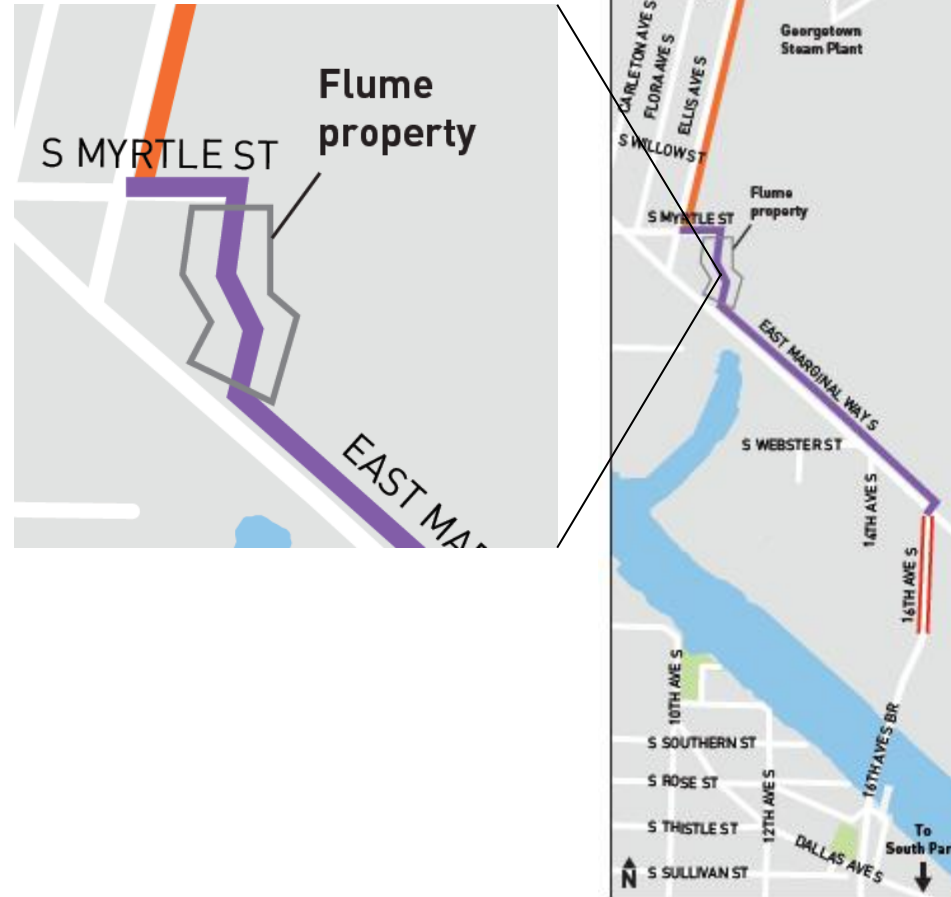 Flume
property
S MYRTLE ST
EAST MAR
CARLETON AVE S
FLORA AVE S
ELLIS AVE S
Georgetown
Steam Plant
S WILLOW ST
Flume
property
S MYRTLE ST
EAST MARGINAL WAY S
S WEBSTER ST
14TH AVE S
16TH AVE S
10TH AVE S
16TH AVE S BR
S SOUTHERN ST
S ROSE ST
12TH AVE S
S THISTLE ST
DALLAS AVE S
To
South Par
N
S SULLIVAN ST